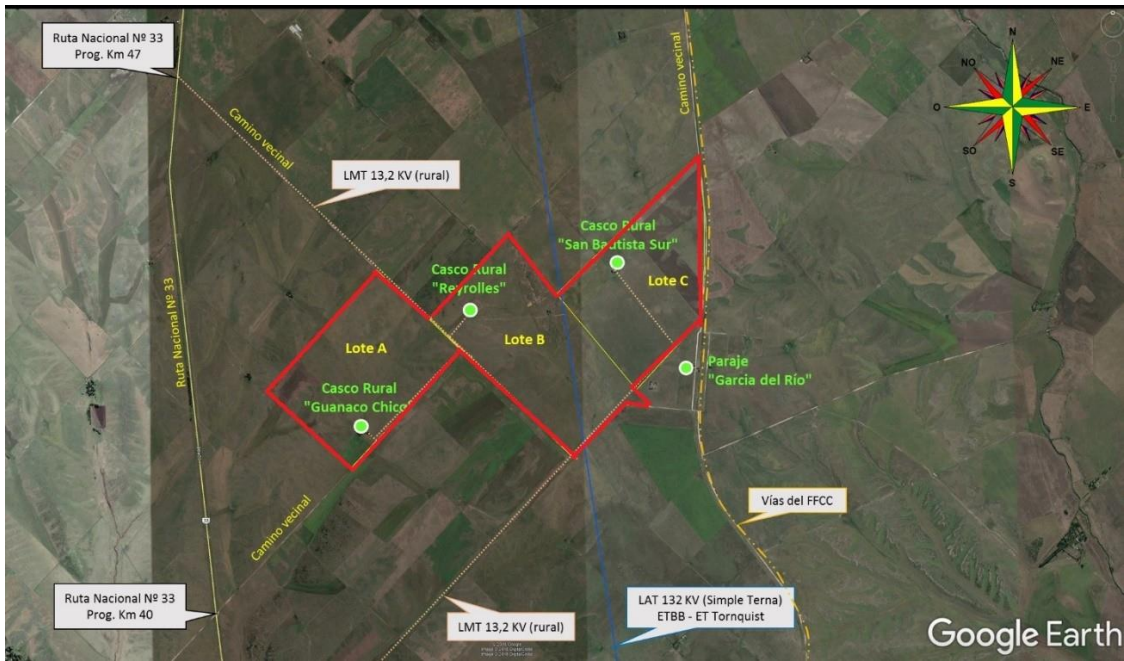 Ruta Nacional Nº 33
Prog. Km 47
N
NO
NE
O
E
SO
SE
S
Camino vecinal
Camino vecinal
LMT 13,2 KV (rural)
Casco Rural
"San Bautista Sur"
Casco Rural
"Reyrolles"
Lote C
Ruta Nacional Nº 33
Lote A
Lote B
Paraje
"Garcia del Río"
Casco Rural
"Guanaco Chico
Camino vecinal
Vías del FFCC
Ruta Nacional Nº 33
Prog. Km 40
LMT 13,2 KV (rural)
LAT 132 KV (Simple Terna)
ETBB - ET Tornquist
Google Earth